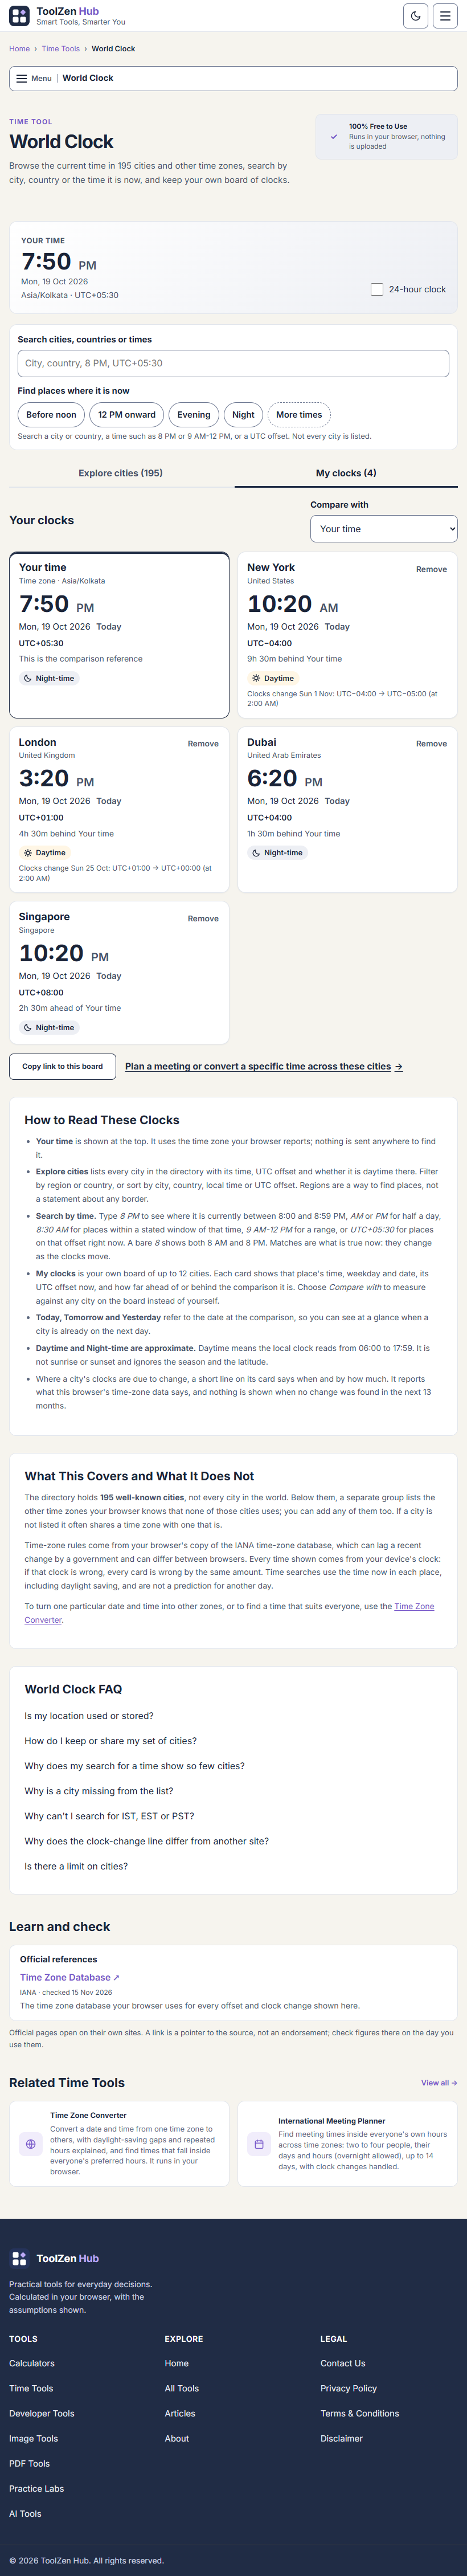 ToolZen Hub
Smart Tools, Smarter You
Home › Time Tools › World Clock
Menu | World Clock
TIME TOOL
World Clock
Browse the current time in 195 cities and other time zones, search by
city, country or the time it is now, and keep your own board of clocks.
100% Free to Use
Runs in your browser, nothing
is uploaded
YOUR TIME
7:50 PM
Mon, 19 Oct 2026
Asia/Kolkata · UTC+05:30
24-hour clock
Search cities, countries or times
City, country, 8 PM, UTC+05:30
Find places where it is now
Before noon
12 PM onward
Evening
Night
More times
Search a city or country, a time such as 8 PM or 9 AM-12 PM, or a UTC offset. Not every city is listed.
Explore cities (195)
My clocks (4)
Your clocks
Compare with
Your time
Your time
Time zone · Asia/Kolkata
7:50 PM
Mon, 19 Oct 2026 Today
UTC+05:30
This is the comparison reference
Night-time
New York
Remove
United States
10:20 AM
Mon, 19 Oct 2026 Today
UTC−04:00
9h 30m behind Your time
Daytime
Clocks change Sun 1 Nov: UTC−04:00 → UTC−05:00 (at
2:00 AM)
London
Remove
United Kingdom
3:20 PM
Mon, 19 Oct 2026 Today
UTC+01:00
4h 30m behind Your time
Daytime
Clocks change Sun 25 Oct: UTC+01:00 → UTC+00:00 (at
2:00 AM)
Dubai
Remove
United Arab Emirates
6:20 PM
Mon, 19 Oct 2026 Today
UTC+04:00
1h 30m behind Your time
Night-time
Singapore
Remove
Singapore
10:20 PM
Mon, 19 Oct 2026 Today
UTC+08:00
2h 30m ahead of Your time
Night-time
Copy link to this board
Plan a meeting or convert a specific time across these cities →
How to Read These Clocks
• Your time is shown at the top. It uses the time zone your browser reports; nothing is sent anywhere to find
it.
• Explore cities lists every city in the directory with its time, UTC offset and whether it is daytime there. Filter
by region or country, or sort by city, country, local time or UTC offset. Regions are a way to find places, not
a statement about any border.
• Search by time. Type 8 PM to see where it is currently between 8:00 and 8:59 PM, AM or PM for half a day,
8:30 AM for places within a stated window of that time, 9 AM-12 PM for a range, or UTC+05:30 for places
on that offset right now. A bare 8 shows both 8 AM and 8 PM. Matches are what is true now: they change
as the clocks move.
• My clocks is your own board of up to 12 cities. Each card shows that place's time, weekday and date, its
UTC offset now, and how far ahead of or behind the comparison it is. Choose Compare with to measure
against any city on the board instead of yourself.
• Today, Tomorrow and Yesterday refer to the date at the comparison, so you can see at a glance when a
city is already on the next day.
• Daytime and Night-time are approximate. Daytime means the local clock reads from 06:00 to 17:59. It is
not sunrise or sunset and ignores the season and the latitude.
• Where a city's clocks are due to change, a short line on its card says when and by how much. It reports
what this browser's time-zone data says, and nothing is shown when no change was found in the next 13
months.
What This Covers and What It Does Not
The directory holds 195 well-known cities, not every city in the world. Below them, a separate group lists the
other time zones your browser knows that none of those cities uses; you can add any of them too. If a city is
not listed it often shares a time zone with one that is.
Time-zone rules come from your browser's copy of the IANA time-zone database, which can lag a recent
change by a government and can differ between browsers. Every time shown comes from your device's clock:
if that clock is wrong, every card is wrong by the same amount. Time searches use the time now in each place,
including daylight saving, and are not a prediction for another day.
To turn one particular date and time into other zones, or to find a time that suits everyone, use the Time Zone
Converter.
World Clock FAQ
Is my location used or stored?
How do I keep or share my set of cities?
Why does my search for a time show so few cities?
Why is a city missing from the list?
Why can't I search for IST, EST or PST?
Why does the clock-change line differ from another site?
Is there a limit on cities?
Learn and check
Official references
Time Zone Database ↗
IANA · checked 15 Nov 2026
The time zone database your browser uses for every offset and clock change shown here.
Official pages open on their own sites. A link is a pointer to the source, not an endorsement; check figures there on the day you
use them.
Related Time Tools
View all →
Time Zone Converter
Convert a date and time from one time zone to
others, with daylight-saving gaps and repeated
hours explained, and find times that fall inside
everyone's preferred hours. It runs in your
browser.
International Meeting Planner
Find meeting times inside everyone's own hours
across time zones: two to four people, their
days and hours (overnight allowed), up to 14
days, with clock changes handled.
ToolZen Hub
Practical tools for everyday decisions.
Calculated in your browser, with the
assumptions shown.
TOOLS
Calculators
Time Tools
Developer Tools
Image Tools
PDF Tools
Practice Labs
AI Tools
EXPLORE
Home
All Tools
Articles
About
LEGAL
Contact Us
Privacy Policy
Terms & Conditions
Disclaimer
© 2026 ToolZen Hub. All rights reserved.